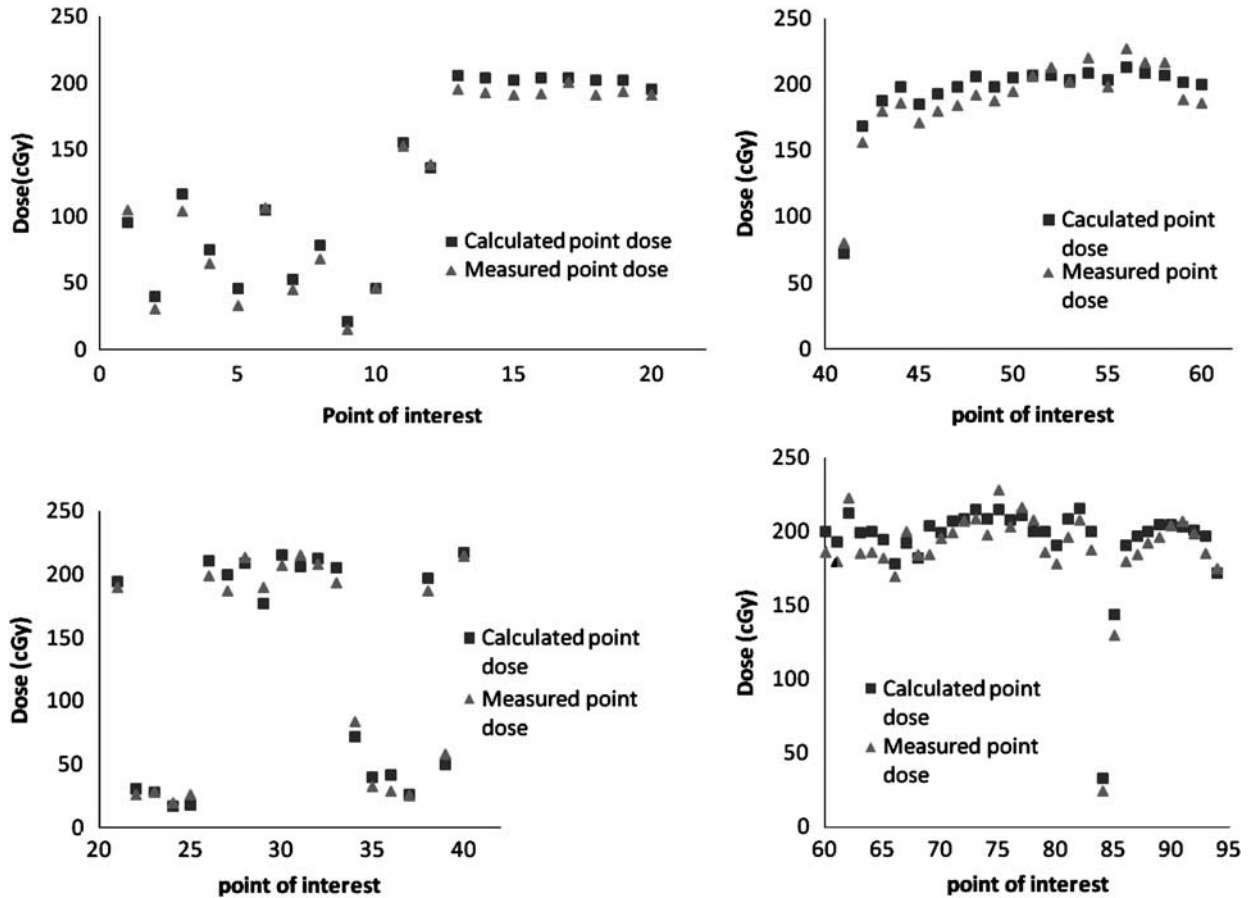 250
200
150
100
50
0
Dose(cGy)
Calculated point dose
Measured point dose
0 5 10 15 20
Point of interest
250
200
150
100
50
0
Dose (cGy)
Caculated point
dose
Measured point
dose
40 45 50 55 60
point of interest
250
200
150
100
50
0
Dose (cGy)
Calculated point
dose
Measured point
dose
20 25 30 35 40
point of interest
250
200
150
100
50
0
Dose (cGy)
Calculated point
dose
Measured point
dose
60 65 70 75 80 85 90 95
point of interest